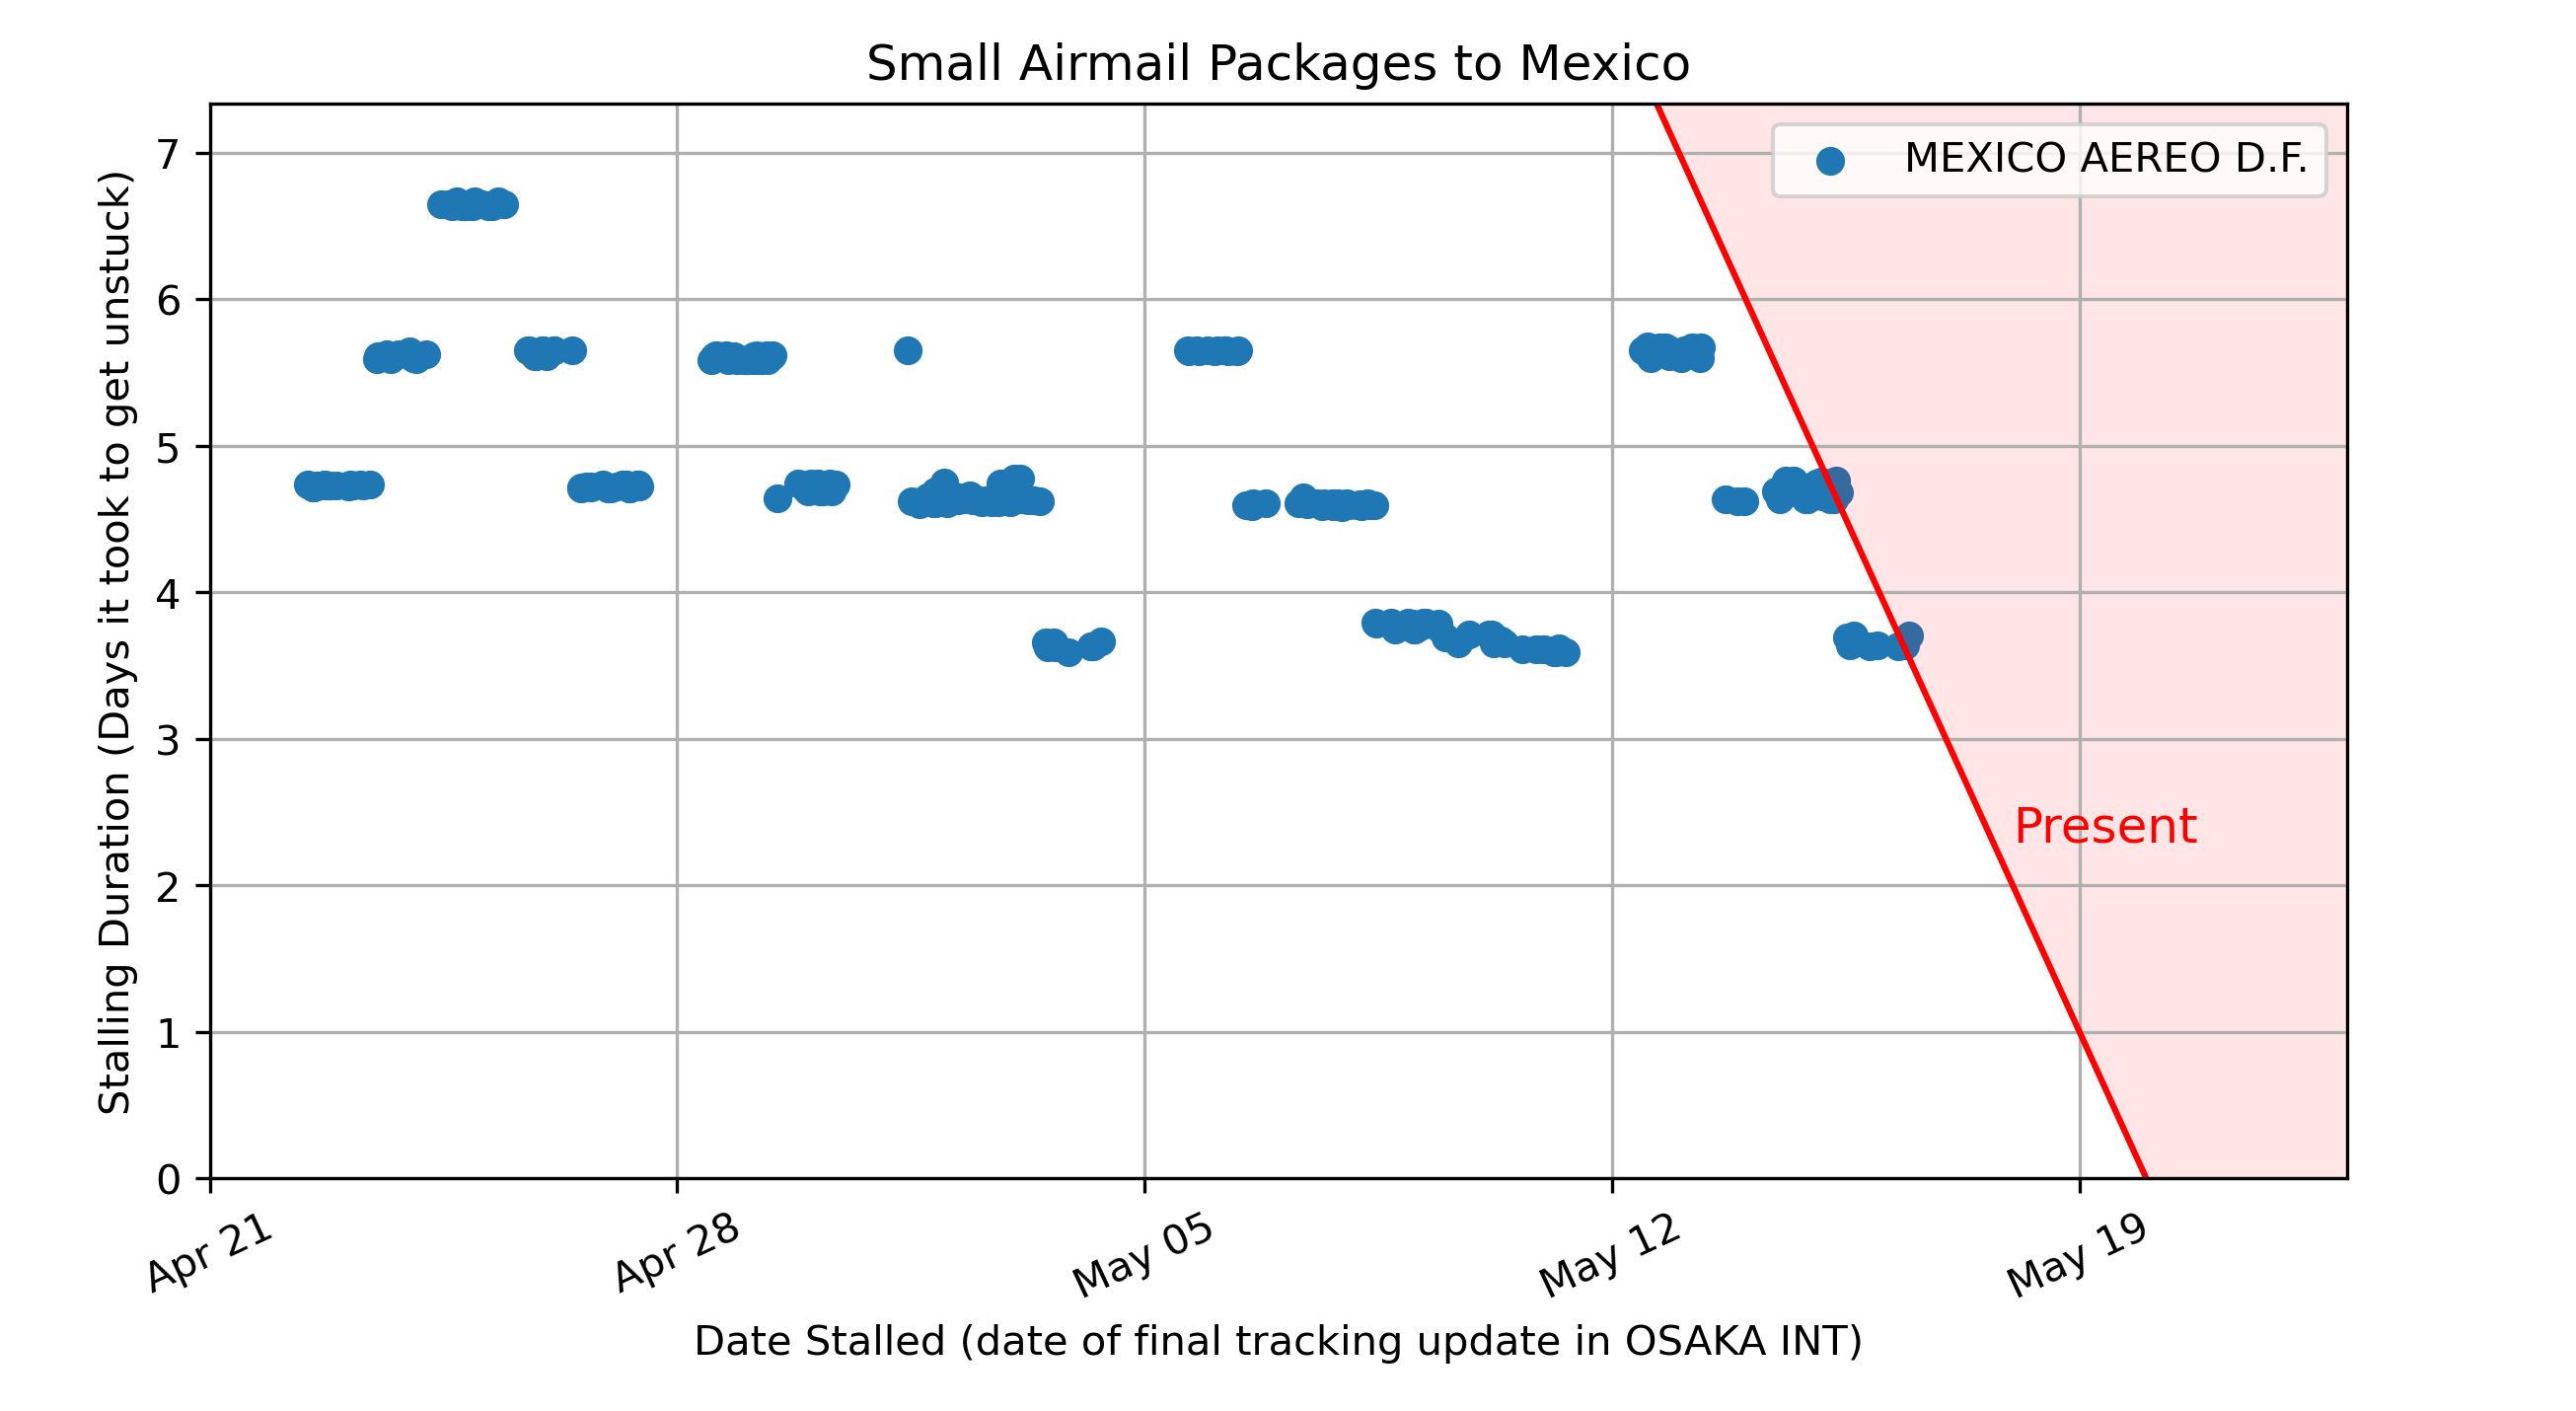 Small Airmail Packages to Mexico
MEXICO AEREO D.F.
Stalling Duration (Days it took to get unstuck)
7
6
5
4
3
2
1
0
Present
Apr 21
Apr 28
May 05
May 12
May 19
Date Stalled (date of final tracking update in OSAKA INT)